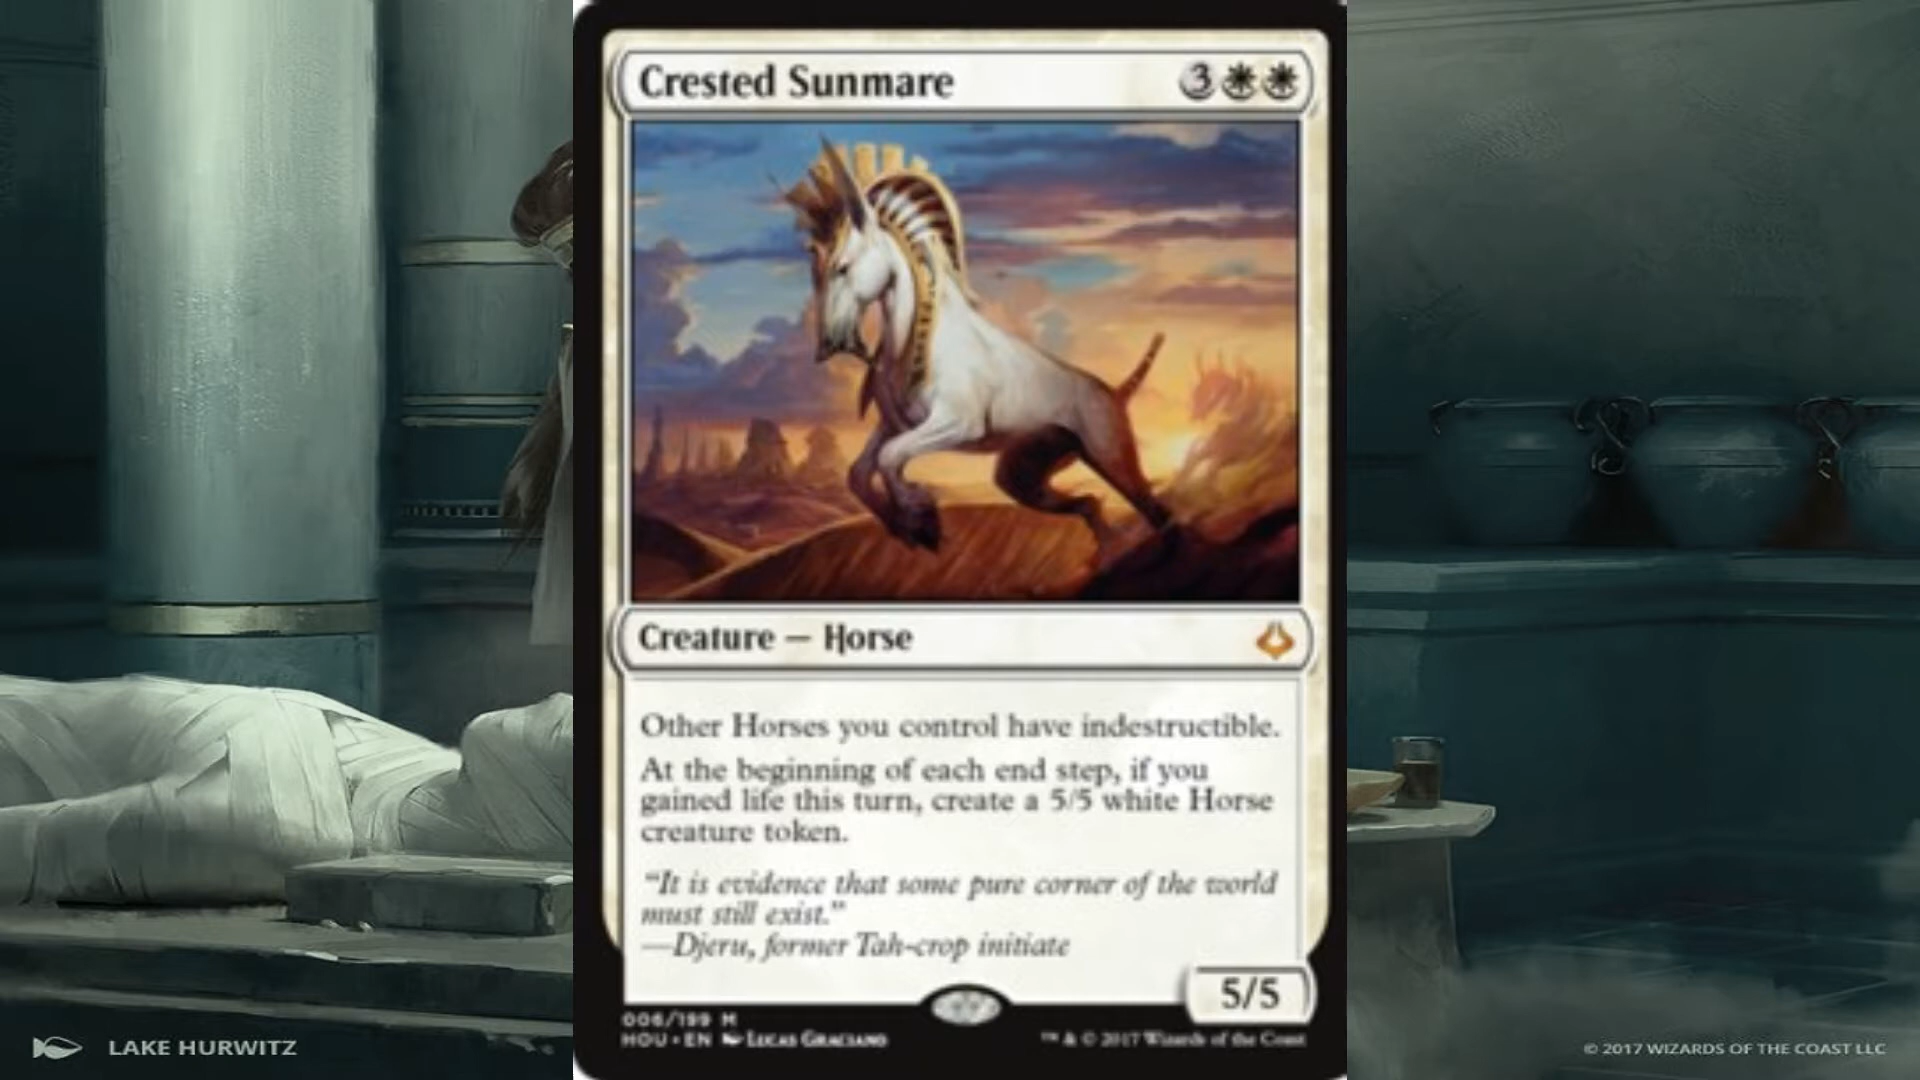 Crested Sunmare
3
Creature — Horse
Other Horses you control have indestructible.
At the beginning of each end step, if you
gained life this turn, create a 5/5 white Horse
creature token.
"It is evidence that some pure corner of the world
must still exist."
—Djeru, former Tah-crop initiate
5/5
006/199 M
HOU • EN Lucas Graciano
™ & © 2017 Wizards of the Coast
LAKE HURWITZ
© 2017 WIZARDS OF THE COAST LLC